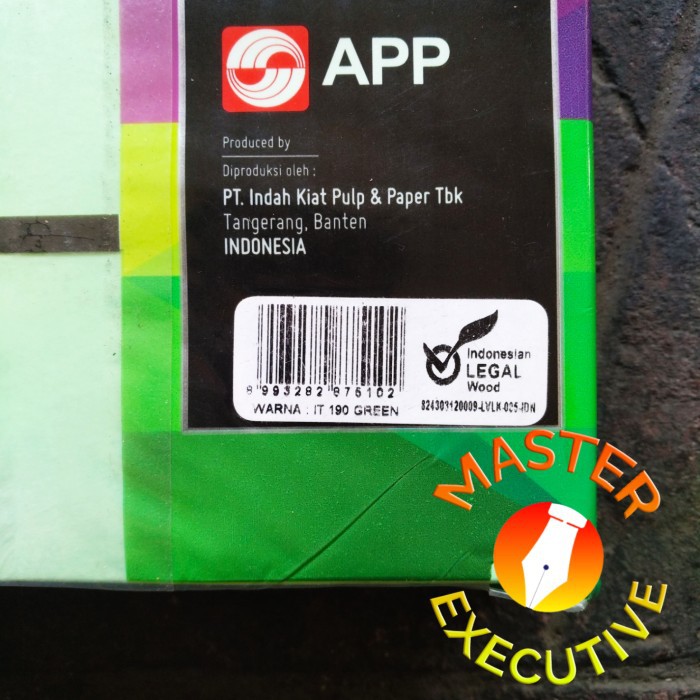 APP
Produced by
Diproduksi oleh :
PT. Indah Kiat Pulp & Paper Tbk
Tangerang, Banten
INDONESIA
8 993282 875102
WARNA : IT 190 GREEN
Indonesian
LEGAL
Wood
MASTER
EXECUTIVE